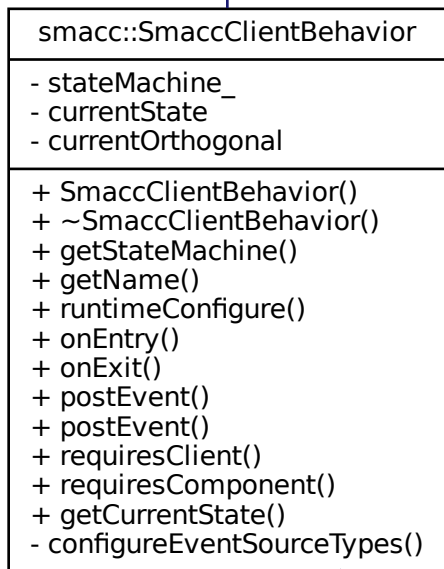 smacc::SmaccClientBehavior
- stateMachine_
- currentState
- currentOrthogonal
+ SmaccClientBehavior()
+ ~SmaccClientBehavior()
+ getStateMachine()
+ getName()
+ runtimeConfigure()
+ onEntry()
+ onExit()
+ postEvent()
+ postEvent()
+ requiresClient()
+ requiresComponent()
+ getCurrentState()
- configureEventSourceTypes()